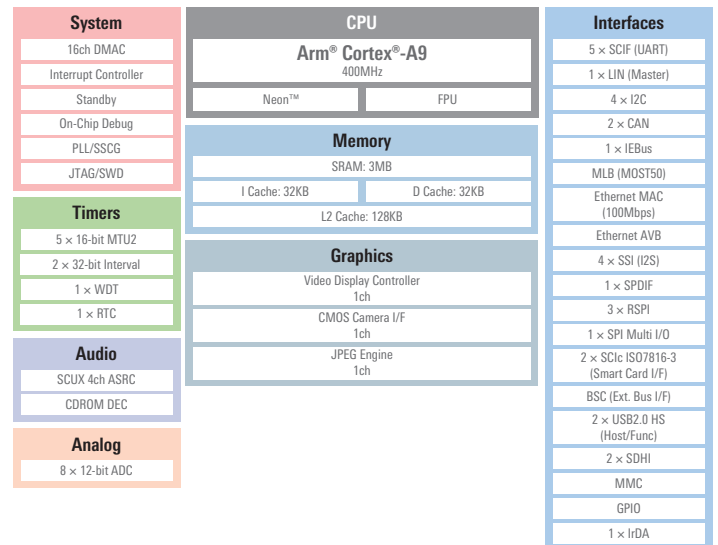 System
16ch DMAC
Interrupt Controller
Standby
On-Chip Debug
PLL/SSCG
JTAG/SWD
Timers
5 × 16-bit MTU2
2 × 32-bit Interval
1 × WDT
1 × RTC
Audio
SCUX 4ch ASRC
CDROM DEC
Analog
8 × 12-bit ADC
CPU
Arm® Cortex®-A9
400MHz
Neon™
FPU
Memory
SRAM: 3MB
I Cache: 32KB
D Cache: 32KB
L2 Cache: 128KB
Graphics
Video Display Controller
1ch
CMOS Camera I/F
1ch
JPEG Engine
1ch
Interfaces
5 × SCIF (UART)
1 × LIN (Master)
4 × I2C
2 × CAN
1 × IEBus
MLB (MOST50)
Ethernet MAC
(100Mbps)
Ethernet AVB
4 × SSI (I2S)
1 × SPDIF
3 × RSPI
1 × SPI Multi I/O
2 × SCIc ISO7816-3
(Smart Card I/F)
BSC (Ext. Bus I/F)
2 × USB2.0 HS
(Host/Func)
2 × SDHI
MMC
GPIO
1 × IrDA